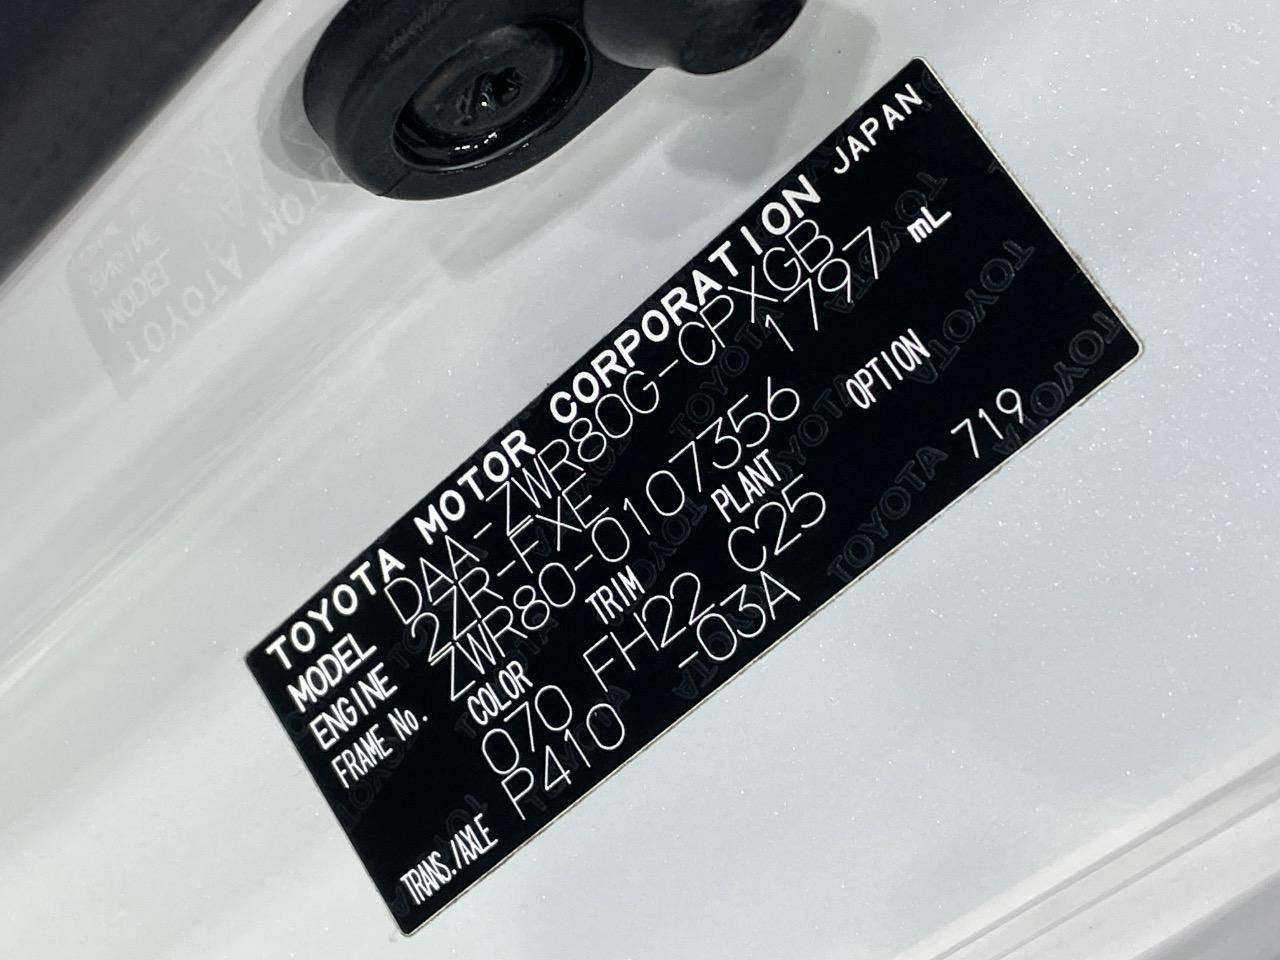 TOYOTA MOTOR CORPORATION JAPAN
MODEL DAA-ZWR80G-CPXGB
ENGINE 2ZR-FXE 1797 mL
FRAME No. ZWR80-0107356
COLOR TRIM PLANT OPTION
070 FH22 C25
TRANS./AXLE P410 -03A 719